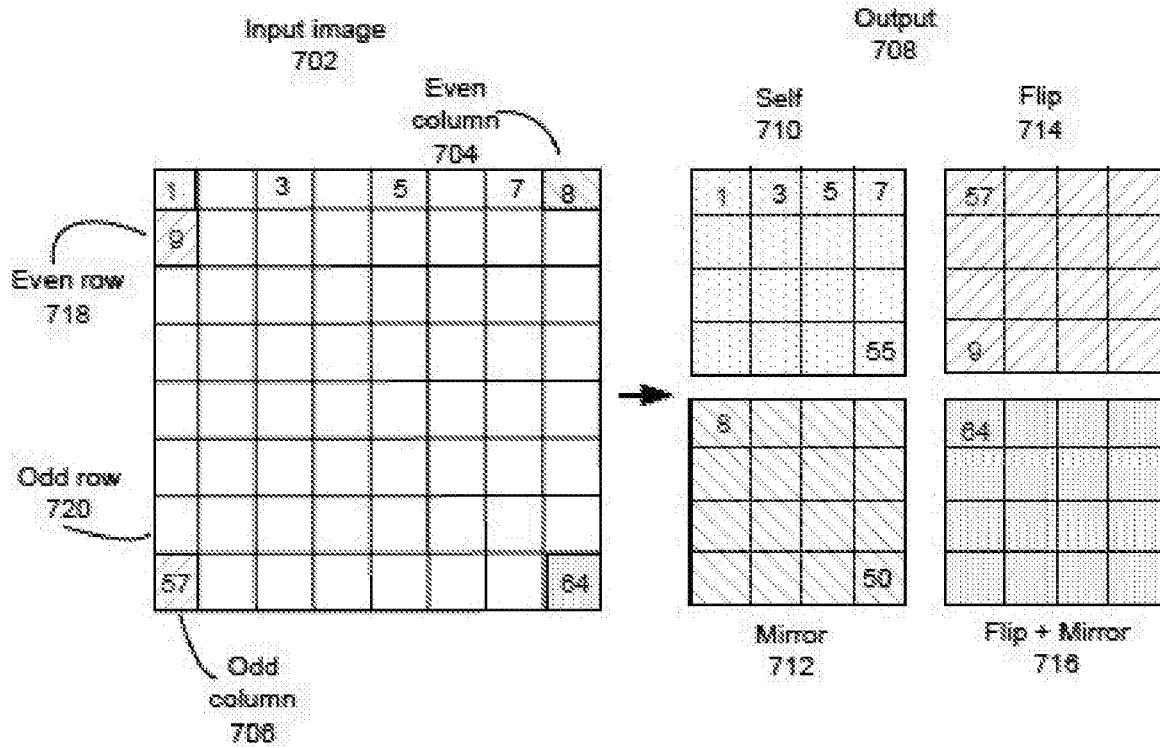 Input image
702
Output
708
Even
column
704
Self
710
Flip
714
1 3 5 7 8
9
57 64
Even row
718
Odd row
720
Odd
column
706
1 3 5 7
55
57
9
8
50
64
Mirror
712
Flip + Mirror
716